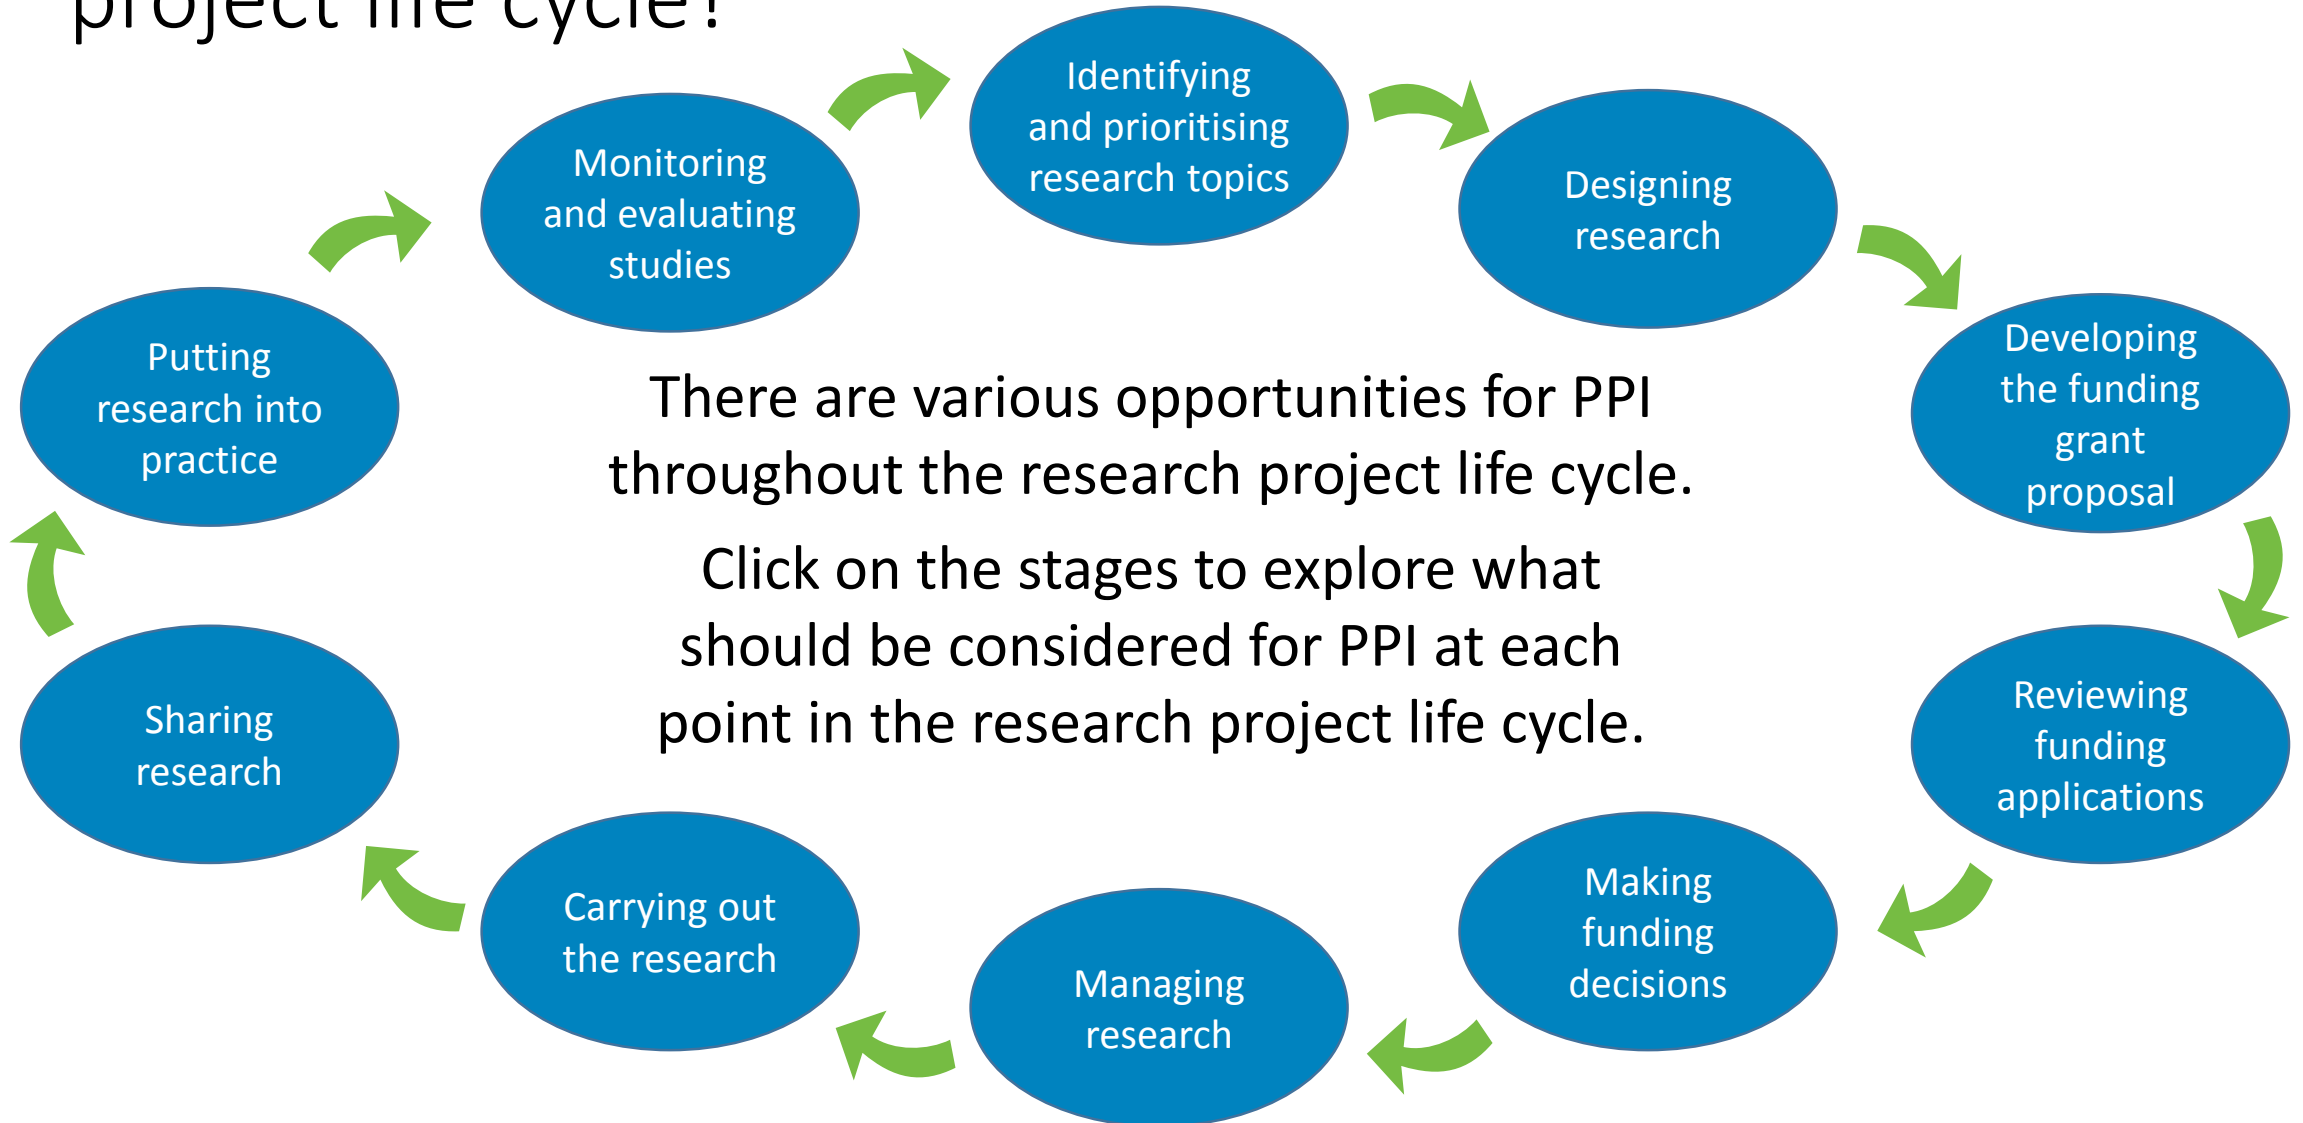 project life cycle?
Identifying
and prioritising
research topics
Designing
research
Developing
the funding
grant
proposal
Reviewing
funding
applications
Making
funding
decisions
Managing
research
Carrying out
the research
Sharing
research
Putting
research into
practice
Monitoring
and evaluating
studies
There are various opportunities for PPI
throughout the research project life cycle.
Click on the stages to explore what
should be considered for PPI at each
point in the research project life cycle.